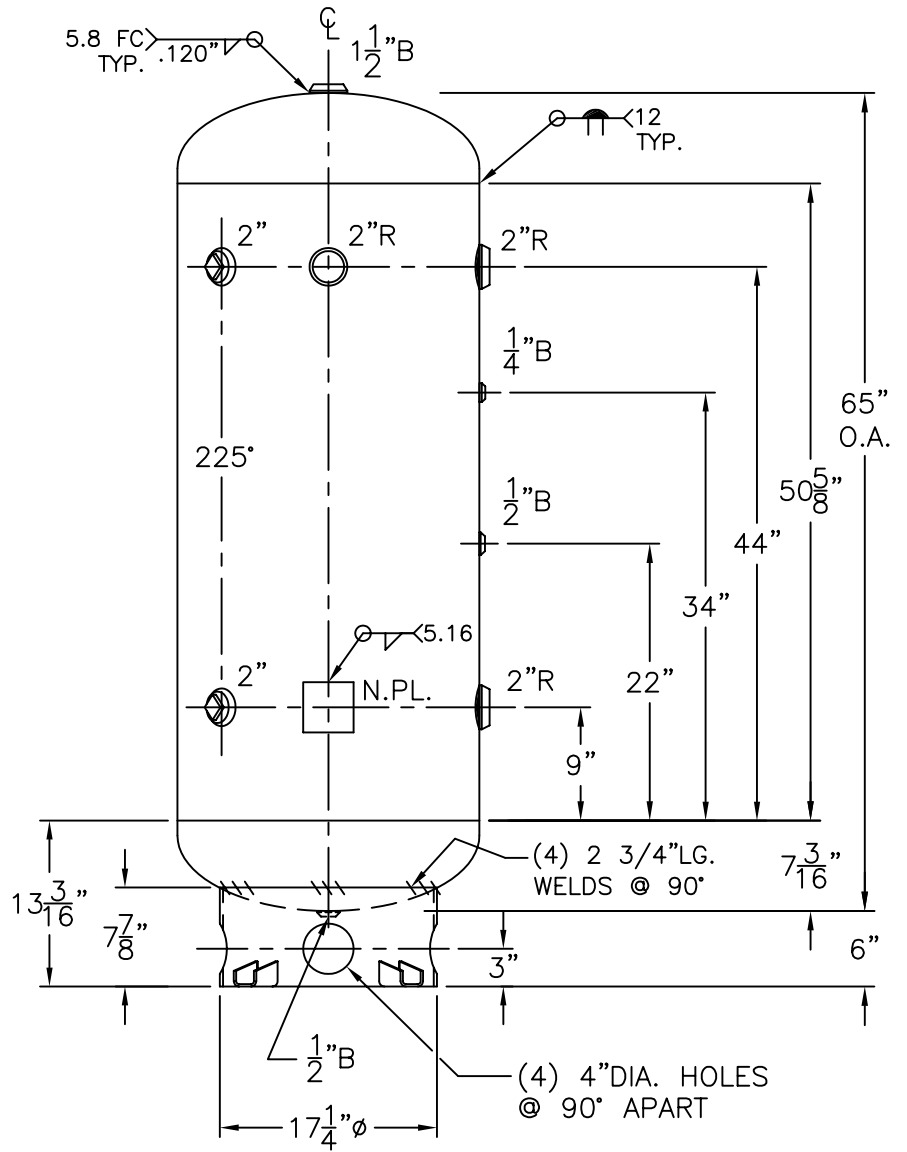 ℄
5.8 FC
TYP.
.120"
1 1/2"B
12
TYP.
2"
2"R
2"R
1/4"B
65"
O.A.
225°
50 5/8"
1/2"B
44"
34"
5.16
2"
N.PL.
2"R
22"
9"
(4) 2 3/4"LG.
WELDS @ 90°
7 3/16"
13 3/16"
7 7/8"
3"
6"
1/2"B
(4) 4"DIA. HOLES
@ 90° APART
17 1/4"ø